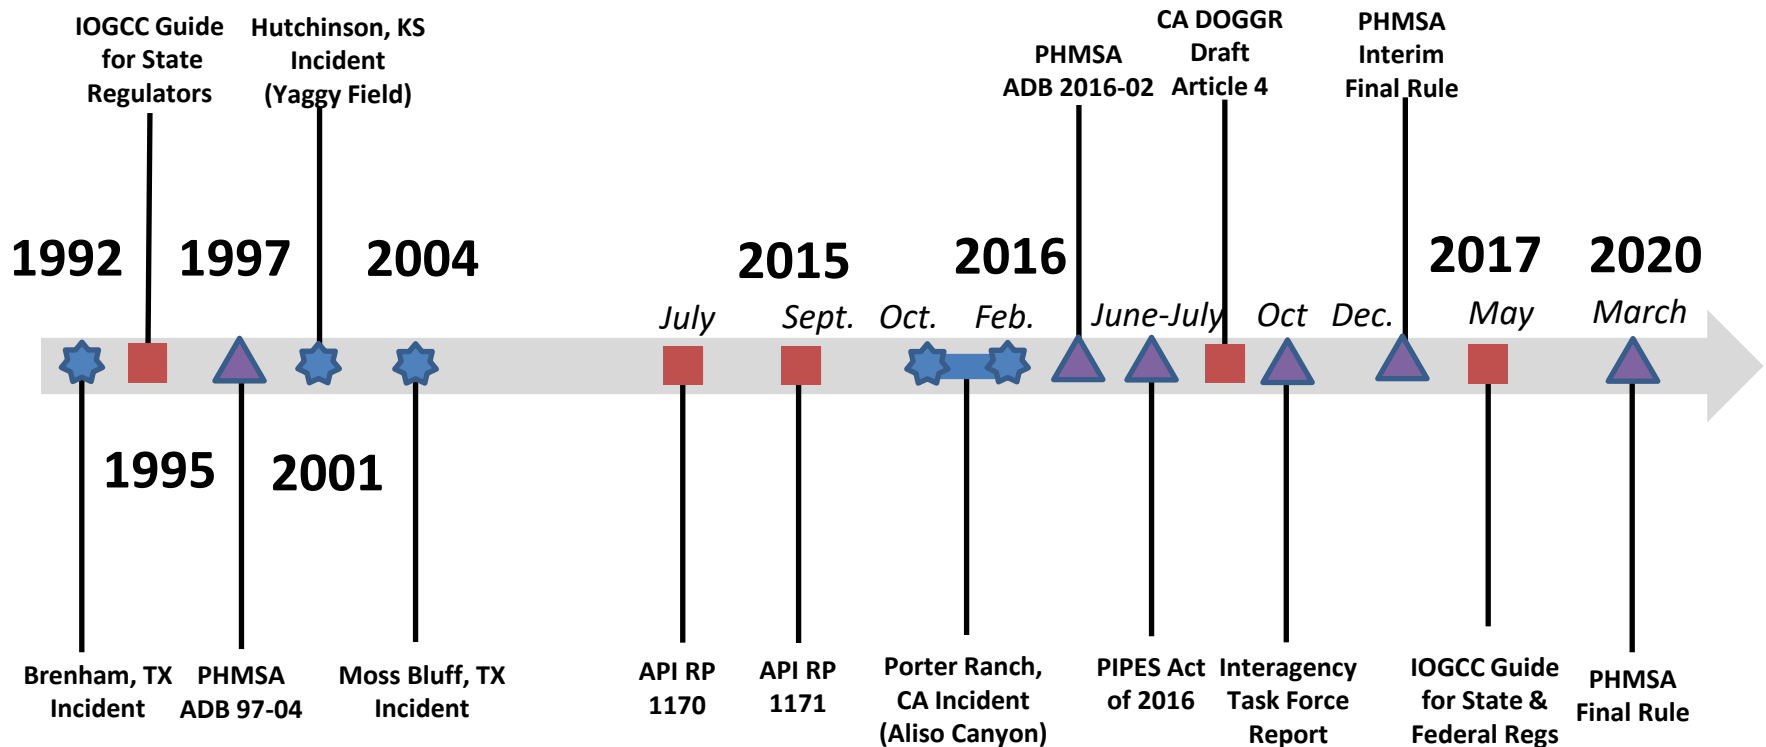 IOGCC Guide
for State
Regulators
Hutchinson, KS
Incident
(Yaggy Field)
PHMSA
ADB 2016-02
CA DOGGR
Draft
Article 4
PHMSA
Interim
Final Rule
1992
1997
2004
2015
2016
2017
2020
July
Sept.
Oct.
Feb.
June-July
Oct
Dec.
May
March
1995
2001
Brenham, TX
Incident
PHMSA
ADB 97-04
Moss Bluff, TX
Incident
API RP
1170
API RP
1171
Porter Ranch,
CA Incident
(Aliso Canyon)
PIPES Act
of 2016
Interagency
Task Force
Report
IOGCC Guide
for State &
Federal Regs
PHMSA
Final Rule